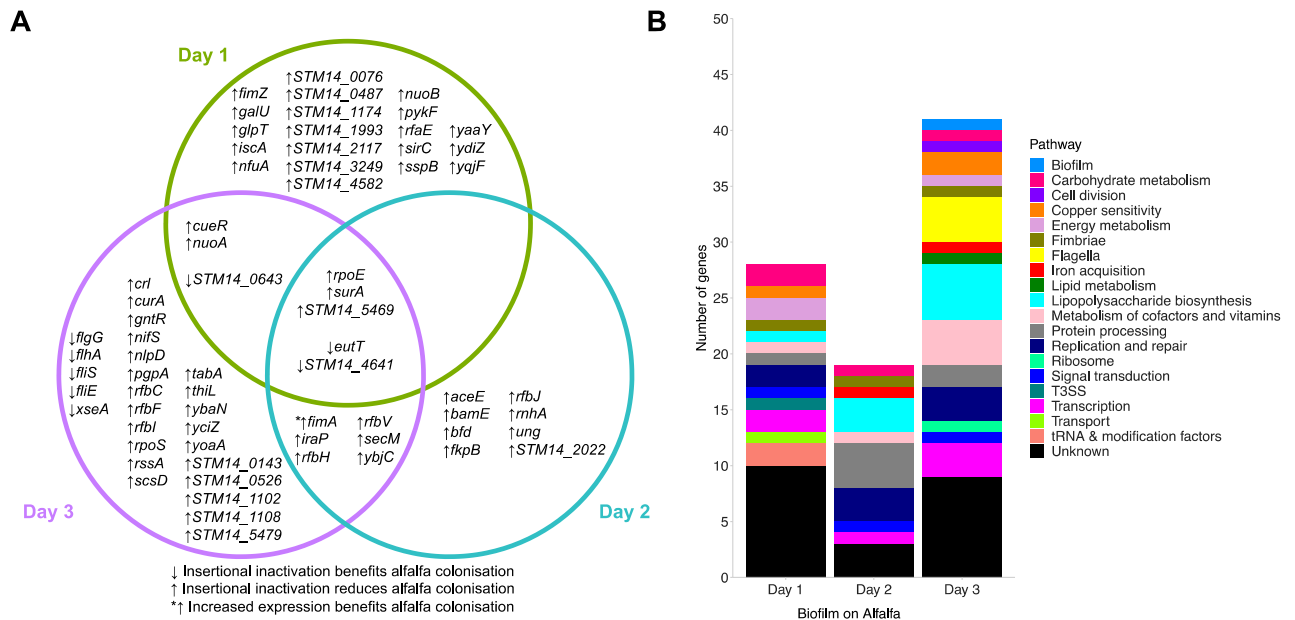 A
Day 1
↑STM14_0076
↑fimZ ↑STM14_0487 ↑nuoB
↑galU ↑STM14_1174 ↑pykF
↑glpT ↑STM14_1993 ↑rfaE ↑yaaY
↑iscA ↑STM14_2117 ↑sirC ↑ydiZ
↑nfuA ↑STM14_3249 ↑sspB ↑yqjF
↑STM14_4582
↑cueR
↑nuoA
↓STM14_0643
↑rpoE
↑surA
↑STM14_5469
↓eutT
↓STM14_4641
↑crl
↑curA
↑gntR
↓flgG ↑nifS
↓flhA ↑nlpD
↓fliS ↑pgpA ↑tabA
↓fliE ↑rfbC ↑thiL
↓xseA ↑rfbF ↑ybaN
↑rfbI ↑yciZ
↑rpoS ↑yoaA
↑rssA ↑STM14_0143
↑scsD ↑STM14_0526
↑STM14_1102
↑STM14_1108
↑STM14_5479
*↑fimA ↑rfbV
↑iraP ↑secM
↑rfbH ↑ybjC
↑aceE ↑rfbJ
↑bamE ↑rnhA
↑bfd ↑ung
↑fkpB ↑STM14_2022
Day 3
Day 2
↓ Insertional inactivation benefits alfalfa colonisation
↑ Insertional inactivation reduces alfalfa colonisation
*↑ Increased expression benefits alfalfa colonisation
B
Number of genes
50
45
40
35
30
25
20
15
10
5
0
Day 1 Day 2 Day 3
Biofilm on Alfalfa
Pathway
Biofilm
Carbohydrate metabolism
Cell division
Copper sensitivity
Energy metabolism
Fimbriae
Flagella
Iron acquisition
Lipid metabolism
Lipopolysaccharide biosynthesis
Metabolism of cofactors and vitamins
Protein processing
Replication and repair
Ribosome
Signal transduction
T3SS
Transcription
Transport
tRNA & modification factors
Unknown